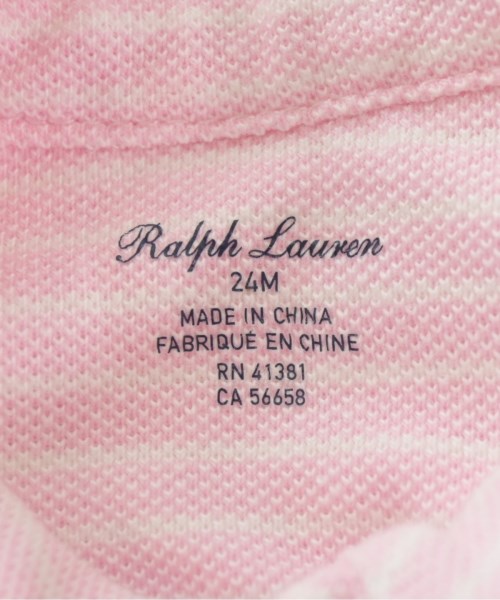 Ralph Lauren
24M
MADE IN CHINA
FABRIQUÉ EN CHINE
RN 41381
CA 56658